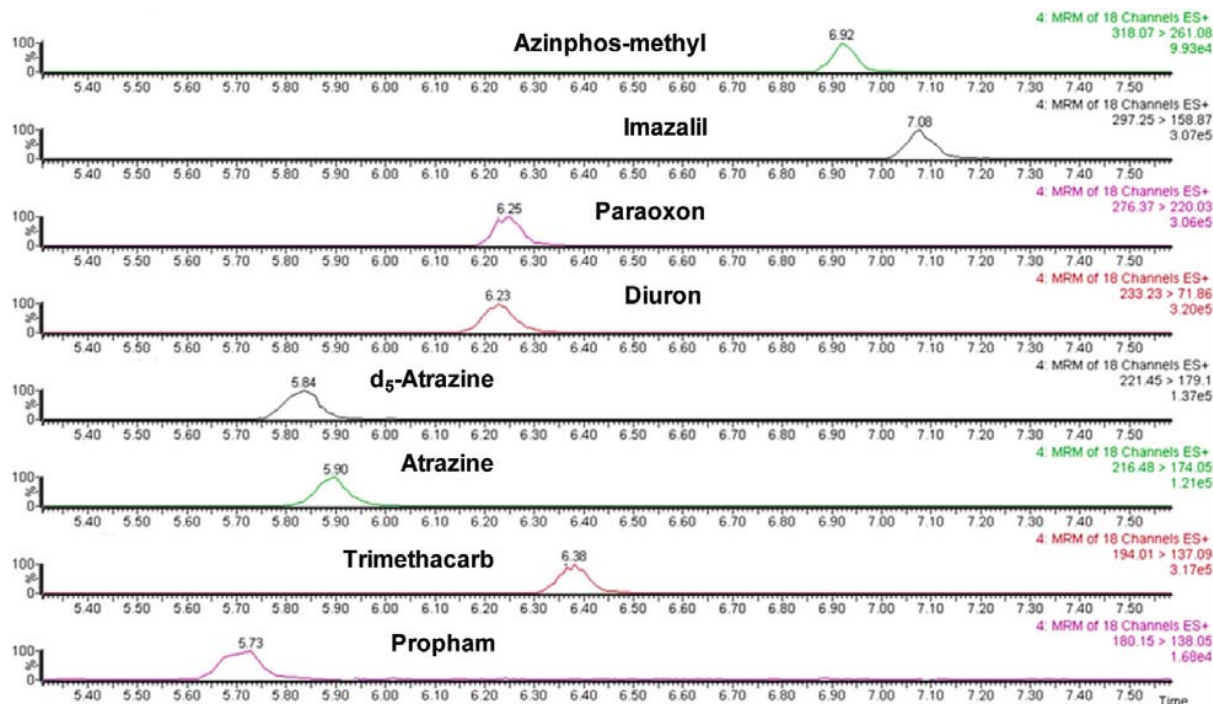 4: MRM of 18 Channels ES+
318.07 > 261.08
9.93e4
Azinphos-methyl
6.92
100
%
0
5.40 5.50 5.60 5.70 5.80 5.90 6.00 6.10 6.20 6.30 6.40 6.50 6.60 6.70 6.80 6.90 7.00 7.10 7.20 7.30 7.40 7.50
4: MRM of 18 Channels ES+
297.25 > 158.87
3.07e5
Imazalil
7.08
100
%
0
5.40 5.50 5.60 5.70 5.80 5.90 6.00 6.10 6.20 6.30 6.40 6.50 6.60 6.70 6.80 6.90 7.00 7.10 7.20 7.30 7.40 7.50
4: MRM of 18 Channels ES+
276.37 > 220.03
3.06e5
Paraoxon
6.25
100
%
0
5.40 5.50 5.60 5.70 5.80 5.90 6.00 6.10 6.20 6.30 6.40 6.50 6.60 6.70 6.80 6.90 7.00 7.10 7.20 7.30 7.40 7.50
4: MRM of 18 Channels ES+
233.23 > 71.86
3.20e5
Diuron
6.23
100
%
0
5.40 5.50 5.60 5.70 5.80 5.90 6.00 6.10 6.20 6.30 6.40 6.50 6.60 6.70 6.80 6.90 7.00 7.10 7.20 7.30 7.40 7.50
4: MRM of 18 Channels ES+
221.45 > 179.1
1.37e5
d5-Atrazine
5.84
100
%
0
5.40 5.50 5.60 5.70 5.80 5.90 6.00 6.10 6.20 6.30 6.40 6.50 6.60 6.70 6.80 6.90 7.00 7.10 7.20 7.30 7.40 7.50
4: MRM of 18 Channels ES+
216.48 > 174.05
1.21e5
Atrazine
5.90
100
%
0
5.40 5.50 5.60 5.70 5.80 5.90 6.00 6.10 6.20 6.30 6.40 6.50 6.60 6.70 6.80 6.90 7.00 7.10 7.20 7.30 7.40 7.50
4: MRM of 18 Channels ES+
194.01 > 137.09
3.17e5
Trimethacarb
6.38
100
%
0
5.40 5.50 5.60 5.70 5.80 5.90 6.00 6.10 6.20 6.30 6.40 6.50 6.60 6.70 6.80 6.90 7.00 7.10 7.20 7.30 7.40 7.50
4: MRM of 18 Channels ES+
180.15 > 138.05
1.68e4
Propham
5.73
100
%
0
5.40 5.50 5.60 5.70 5.80 5.90 6.00 6.10 6.20 6.30 6.40 6.50 6.60 6.70 6.80 6.90 7.00 7.10 7.20 7.30 7.40 7.50
Time